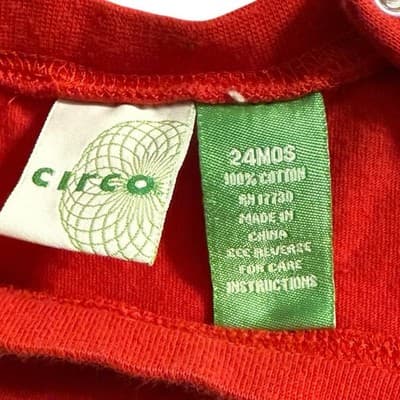 circo
24MOS
100% COTTON
RN 17730
MADE IN
CHINA
SEE REVERSE
FOR CARE
INSTRUCTIONS